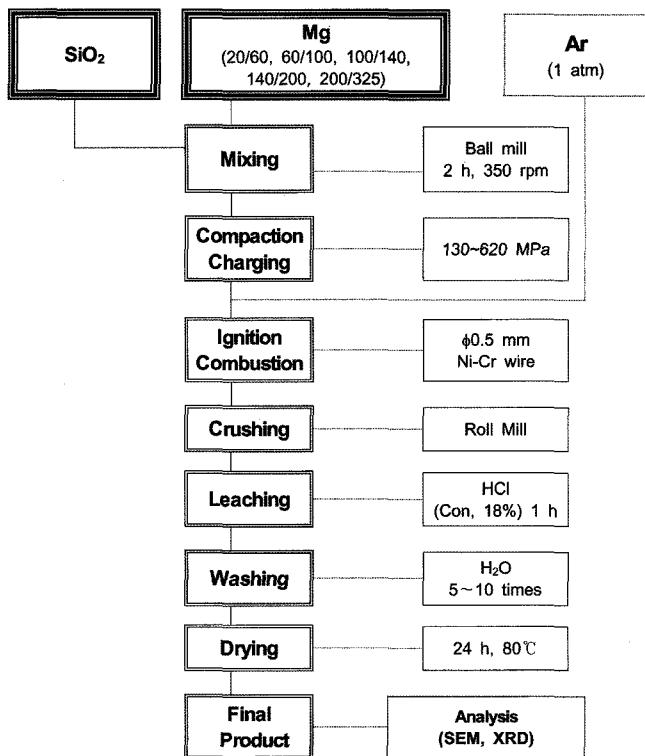 SiO₂
Mg
(20/60, 60/100, 100/140,
140/200, 200/325)
Ar
(1 atm)
Mixing
Ball mill
2 h, 350 rpm
Compaction
Charging
130~620 MPa
Ignition
Combustion
ϕ0.5 mm
Ni-Cr wire
Crushing
Roll Mill
Leaching
HCl
(Con, 18%) 1 h
Washing
H₂O
5~10 times
Drying
24 h, 80℃
Final
Product
Analysis
(SEM, XRD)